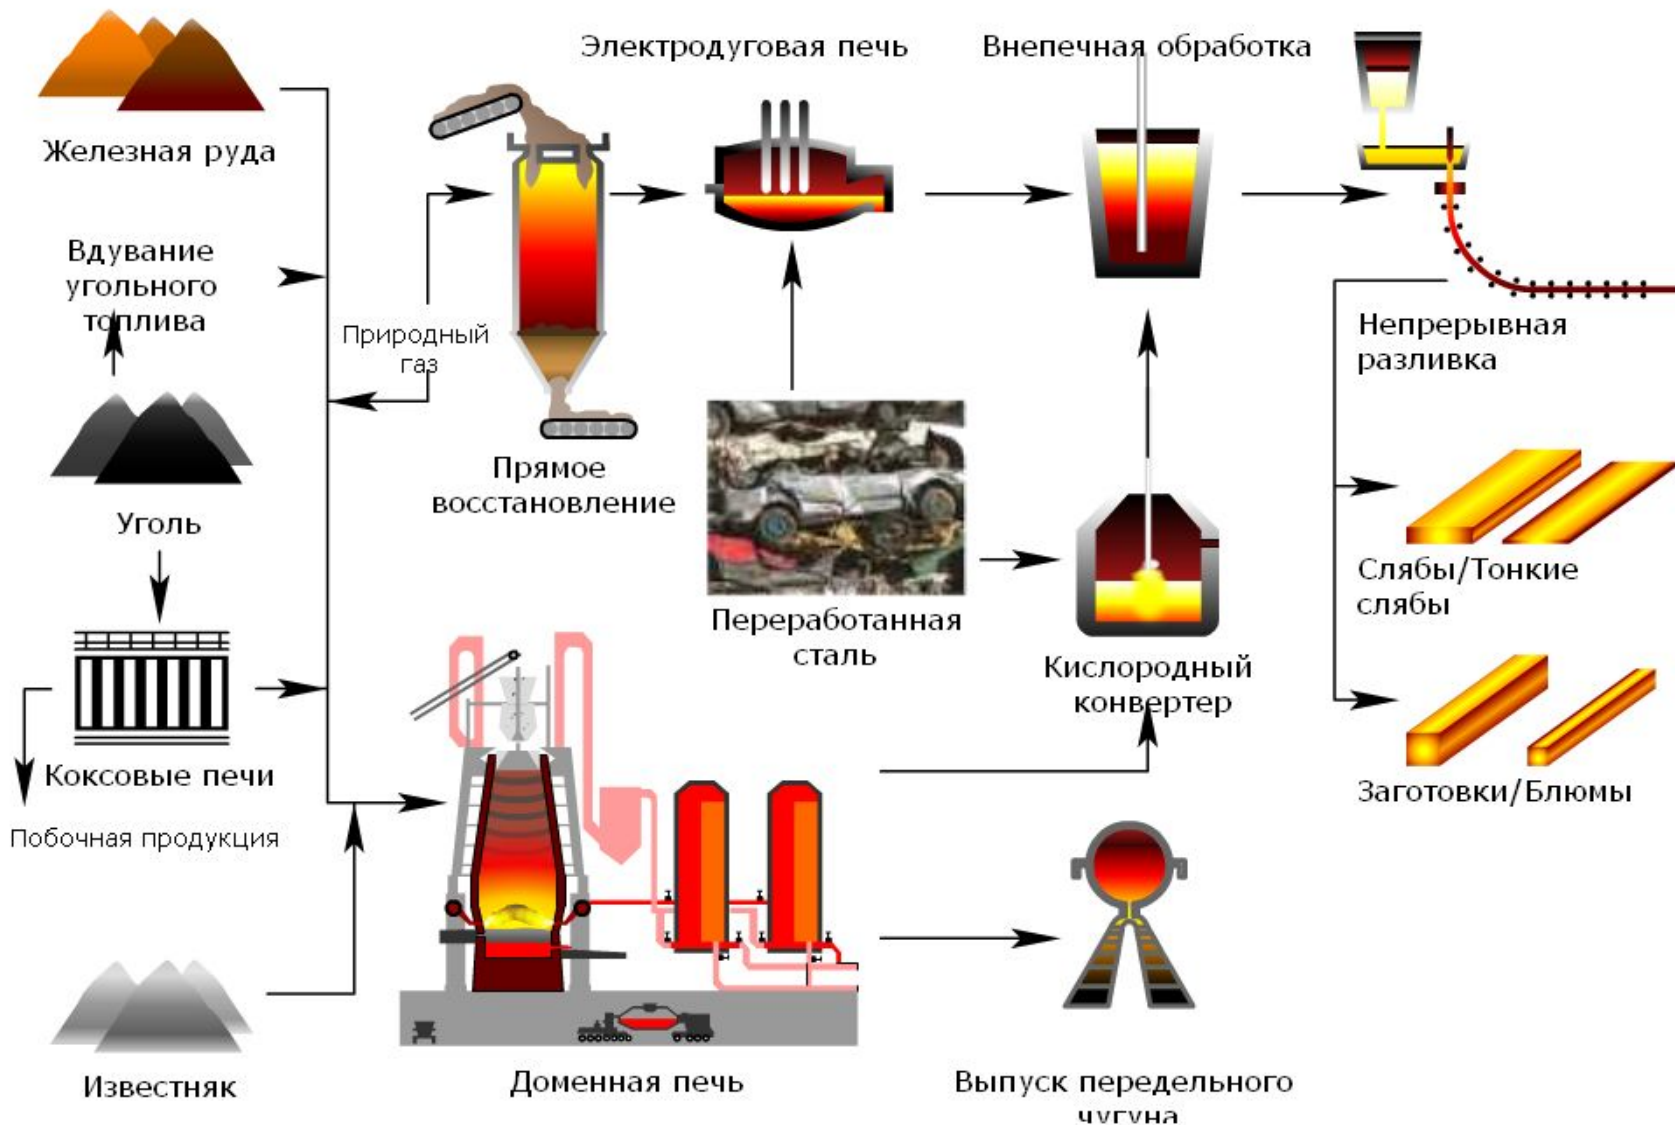 Электродуговая печь
Внепечная обработка
Железная руда
Вдувание
угольного
топлива
Природный
газ
Непрерывная
разливка
Прямое
восстановление
Уголь
Слябы/Тонкие
слябы
Переработанная
сталь
Кислородный
конвертер
Коксовые печи
Заготовки/Блюмы
Побочная продукция
Известняк
Доменная печь
Выпуск передельного
чугуна